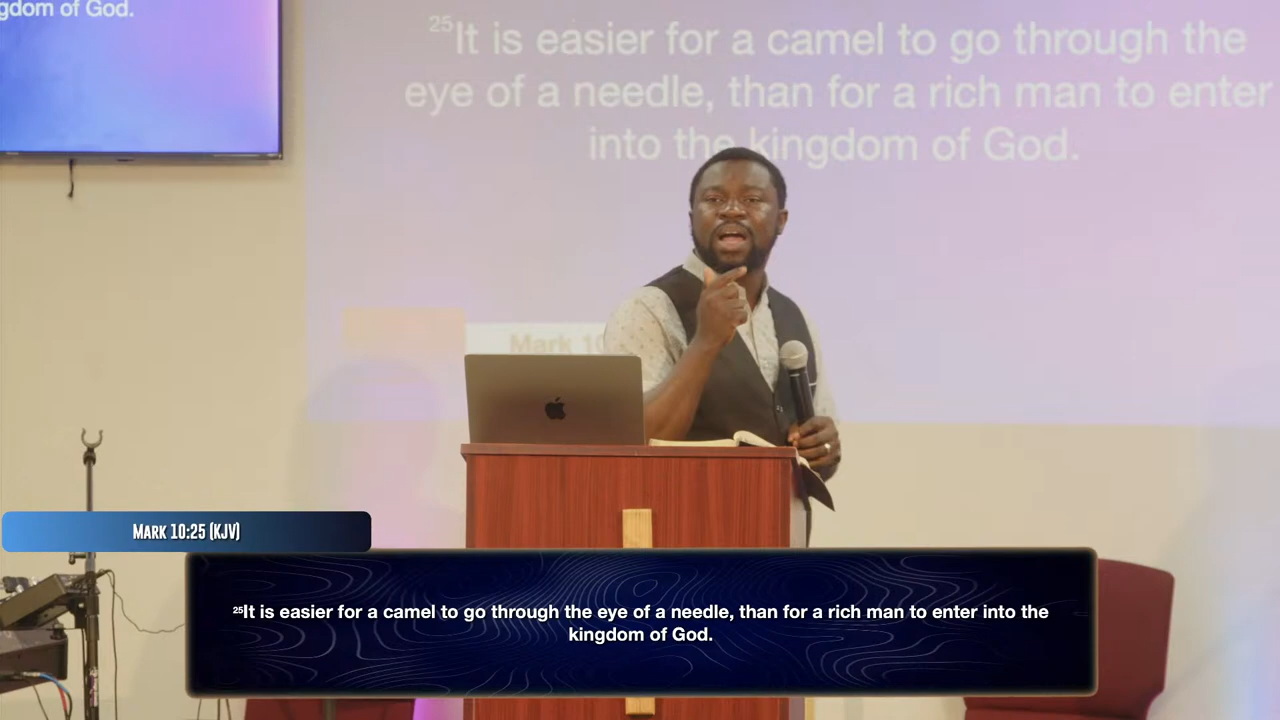 gdom of God.
25It is easier for a camel to go through the
eye of a needle, than for a rich man to enter
into the kingdom of God.
Mark 10
Mark 10:25 (KJV)
25It is easier for a camel to go through the eye of a needle, than for a rich man to enter into the
kingdom of God.